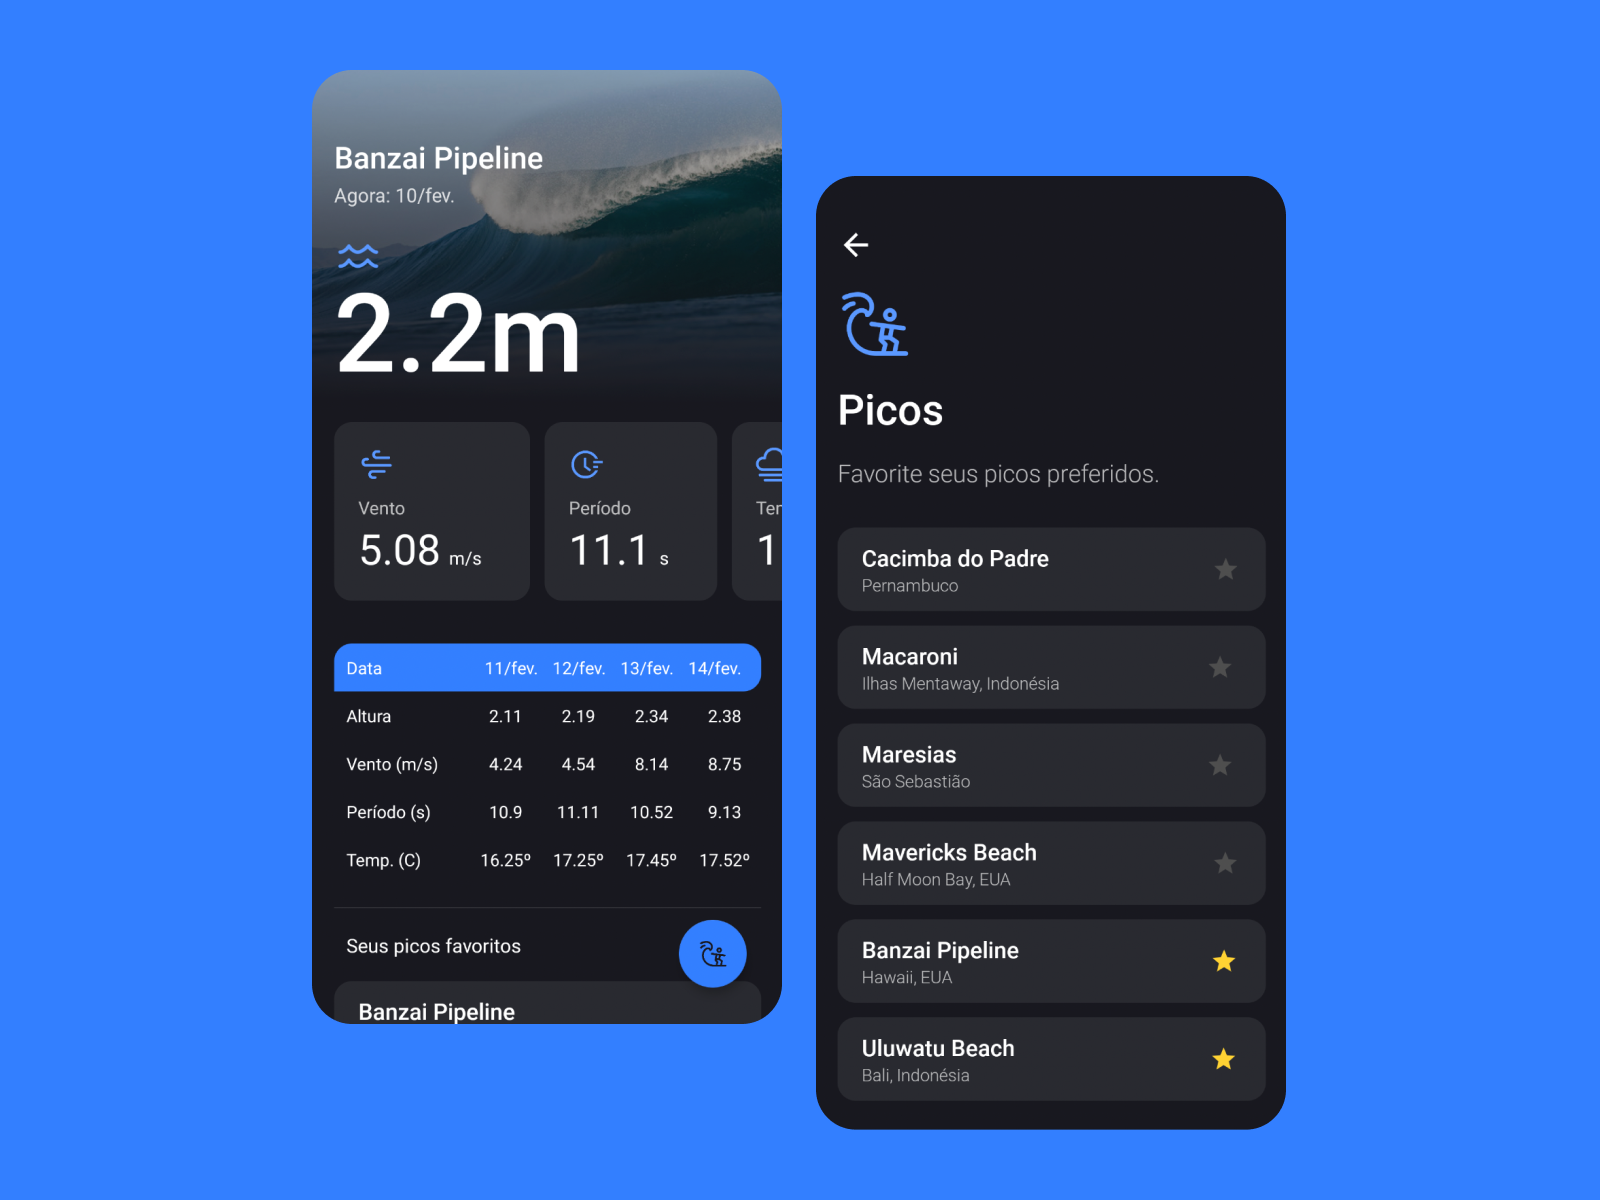 Banzai Pipeline
Agora: 10/fev.
2.2m
Vento
5.08 m/s
Período
11.1 s
Data 11/fev. 12/fev. 13/fev. 14/fev.
Altura 2.11 2.19 2.34 2.38
Vento (m/s) 4.24 4.54 8.14 8.75
Período (s) 10.9 11.11 10.52 9.13
Temp. (C) 16.25º 17.25º 17.45º 17.52º
Seus picos favoritos
Banzai Pipeline
Picos
Favorite seus picos preferidos.
Cacimba do Padre
Pernambuco
Macaroni
Ilhas Mentaway, Indonésia
Maresias
São Sebastião
Mavericks Beach
Half Moon Bay, EUA
Banzai Pipeline
Hawaii, EUA
Uluwatu Beach
Bali, Indonésia